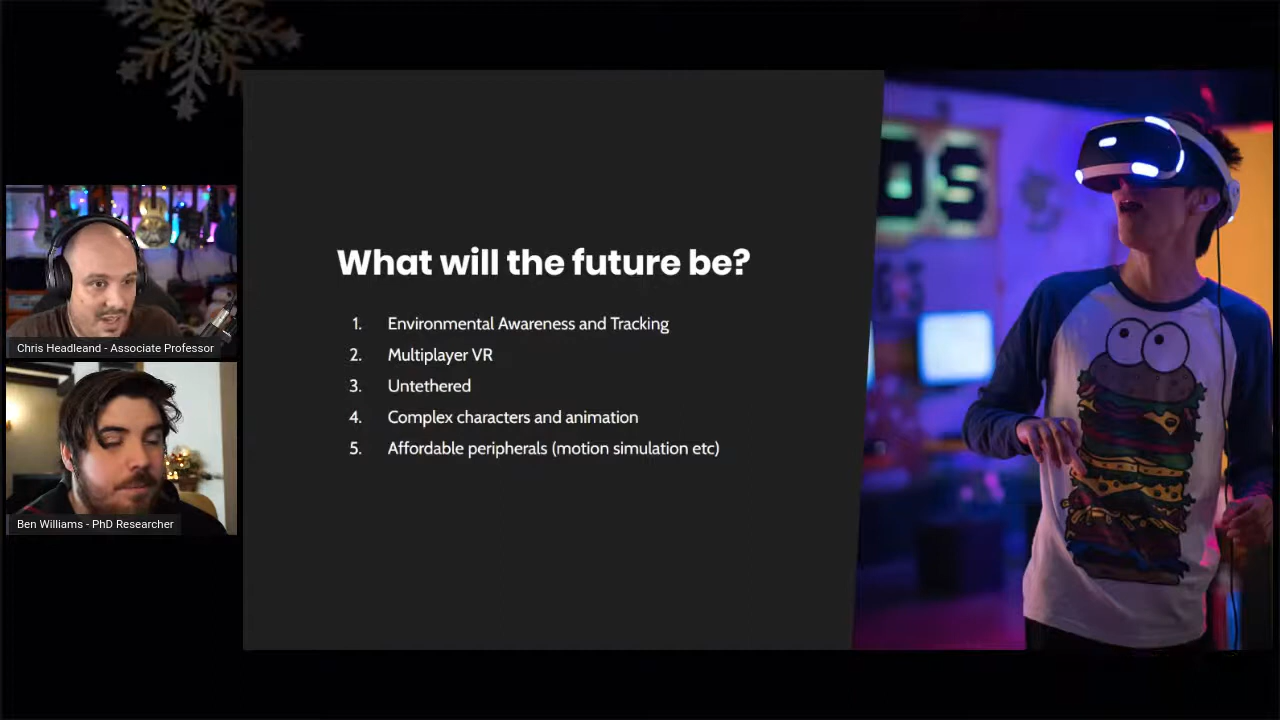 What will the future be?
1. Environmental Awareness and Tracking
2. Multiplayer VR
3. Untethered
4. Complex characters and animation
5. Affordable peripherals (motion simulation etc)
Chris Headleand - Associate Professor
Ben Williams - PhD Researcher
OS